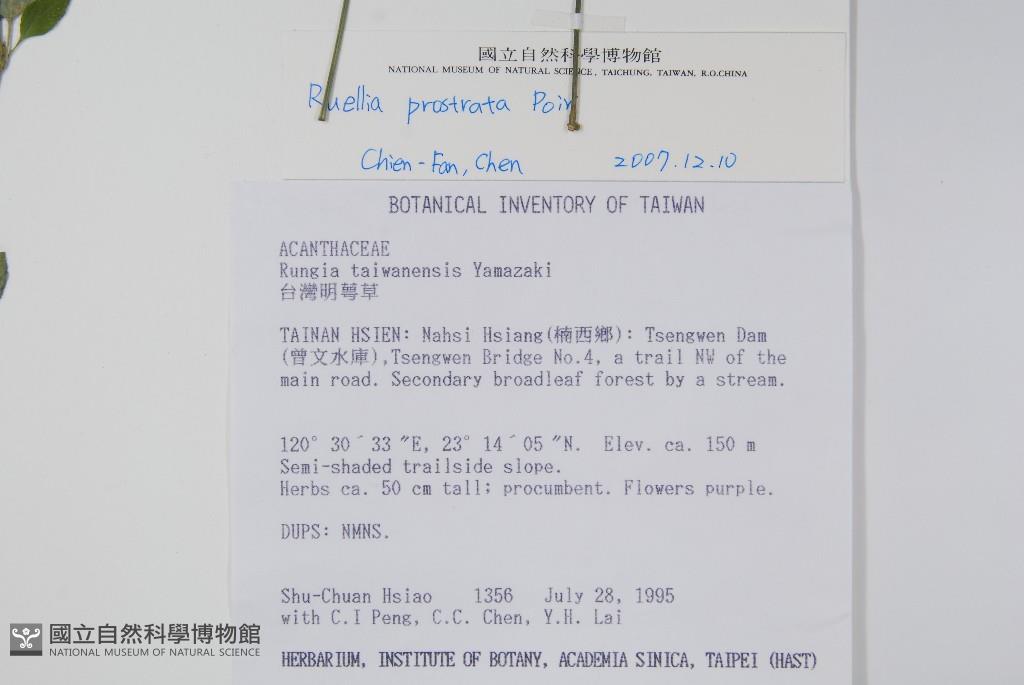 國立自然科學博物館
NATIONAL MUSEUM OF NATURAL SCIENCE, TAICHUNG, TAIWAN, R.O.CHINA
Ruellia prostrata Poir
Chien-Fan, Chen 2007.12.10
BOTANICAL INVENTORY OF TAIWAN
ACANTHACEAE
Rungia taiwanensis Yamazaki
台灣明萼草
TAINAN HSIEN: Nahsi Hsiang(楠西鄉): Tsengwen Dam
(曾文水庫),Tsengwen Bridge No.4, a trail NW of the
main road. Secondary broadleaf forest by a stream.
120° 30´33 ″E, 23° 14´05 ″N. Elev. ca. 150 m
Semi-shaded trailside slope.
Herbs ca. 50 cm tall; procumbent. Flowers purple.
DUPS: NMNS.
Shu-Chuan Hsiao 1356 July 28, 1995
with C.I Peng, C.C. Chen, Y.H. Lai
HERBARIUM, INSTITUTE OF BOTANY, ACADEMIA SINICA, TAIPEI (HAST)
國立自然科學博物館
NATIONAL MUSEUM OF NATURAL SCIENCE